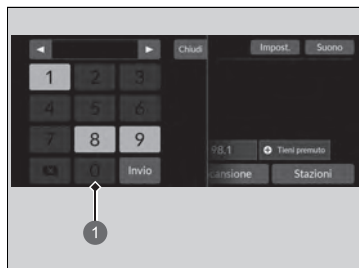 ◄ ► Chiudi Impost. Suono
1 2 3
4 5 6
7 8 9 98.1 Tieni premuto
0 Invio cansione Stazioni
1